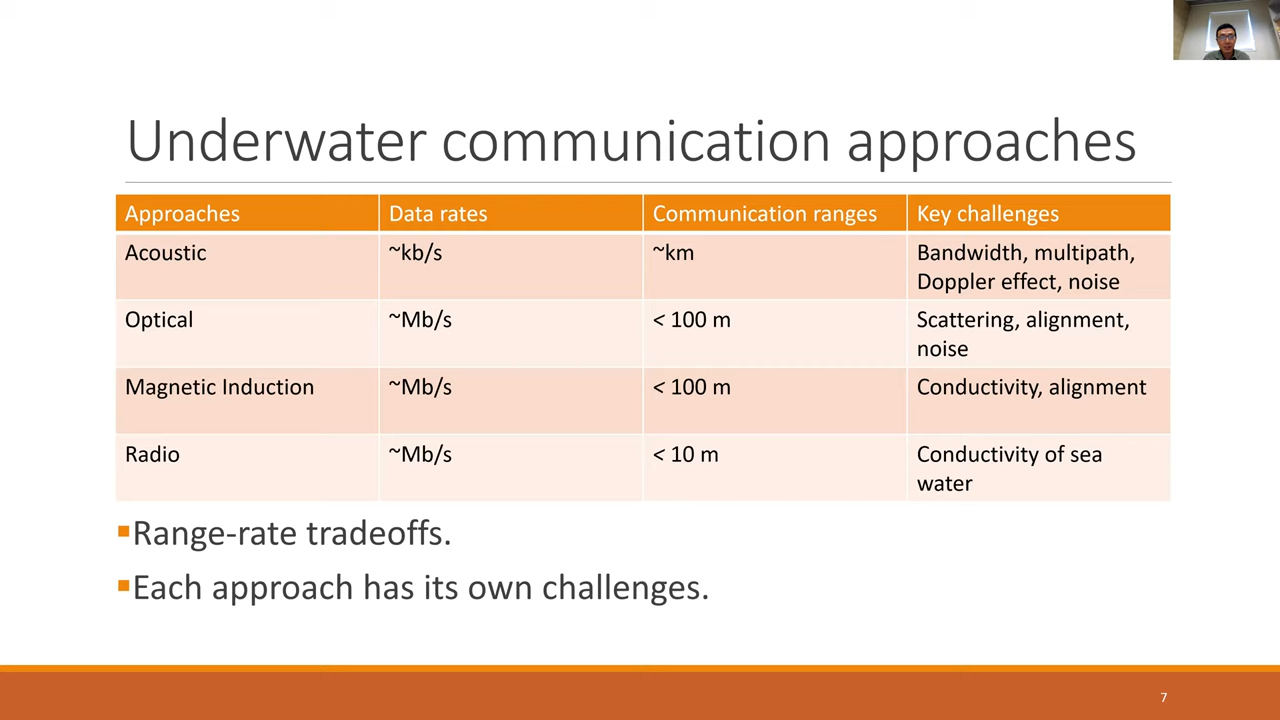 Underwater communication approaches
Approaches Data rates Communication ranges Key challenges
Acoustic ~kb/s ~km Bandwidth, multipath,
Doppler effect, noise
Optical ~Mb/s < 100 m Scattering, alignment,
noise
Magnetic Induction ~Mb/s < 100 m Conductivity, alignment
Radio ~Mb/s < 10 m Conductivity of sea
water
▪Range-rate tradeoffs.
▪Each approach has its own challenges.
7